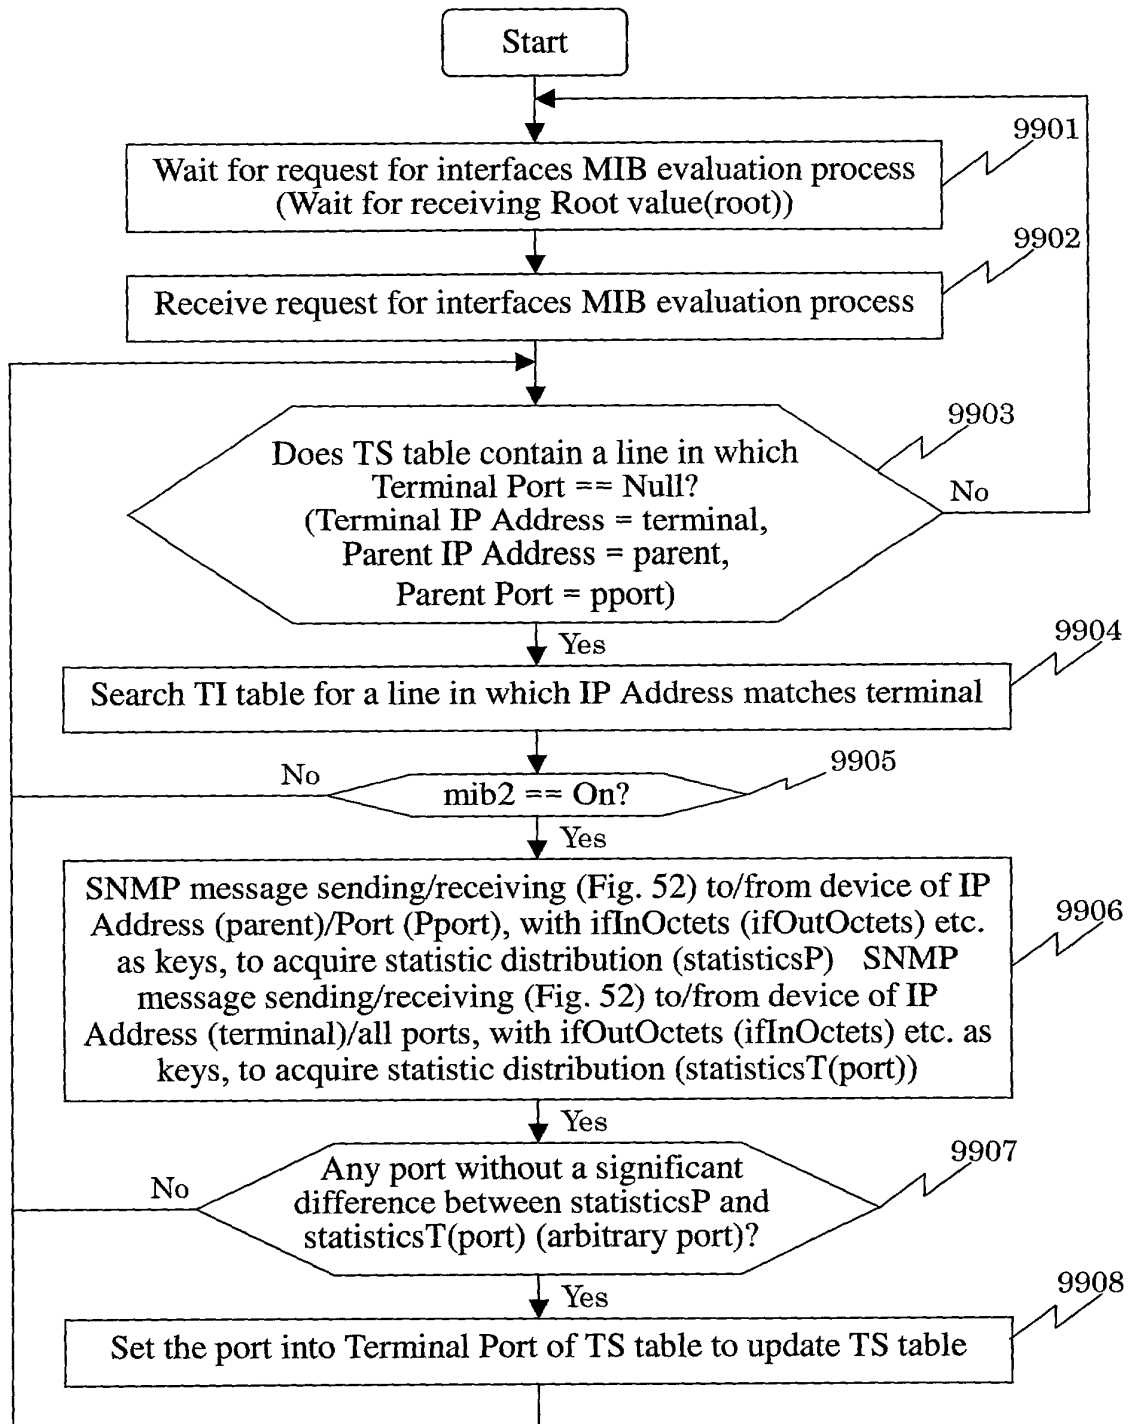 Start
9901
Wait for request for interfaces MIB evaluation process
(Wait for receiving Root value(root))
9902
Receive request for interfaces MIB evaluation process
9903
Does TS table contain a line in which
Terminal Port == Null?
(Terminal IP Address = terminal,
Parent IP Address = parent,
Parent Port = pport)
No
Yes
9904
Search TI table for a line in which IP Address matches terminal
9905
No
mib2 == On?
Yes
SNMP message sending/receiving (Fig. 52) to/from device of IP
Address (parent)/Port (Pport), with ifInOctets (ifOutOctets) etc.
as keys, to acquire statistic distribution (statisticsP) SNMP
message sending/receiving (Fig. 52) to/from device of IP
Address (terminal)/all ports, with ifOutOctets (ifInOctets) etc. as
keys, to acquire statistic distribution (statisticsT(port))
9906
Yes
9907
No
Any port without a significant
difference between statisticsP and
statisticsT(port) (arbitrary port)?
Yes
9908
Set the port into Terminal Port of TS table to update TS table